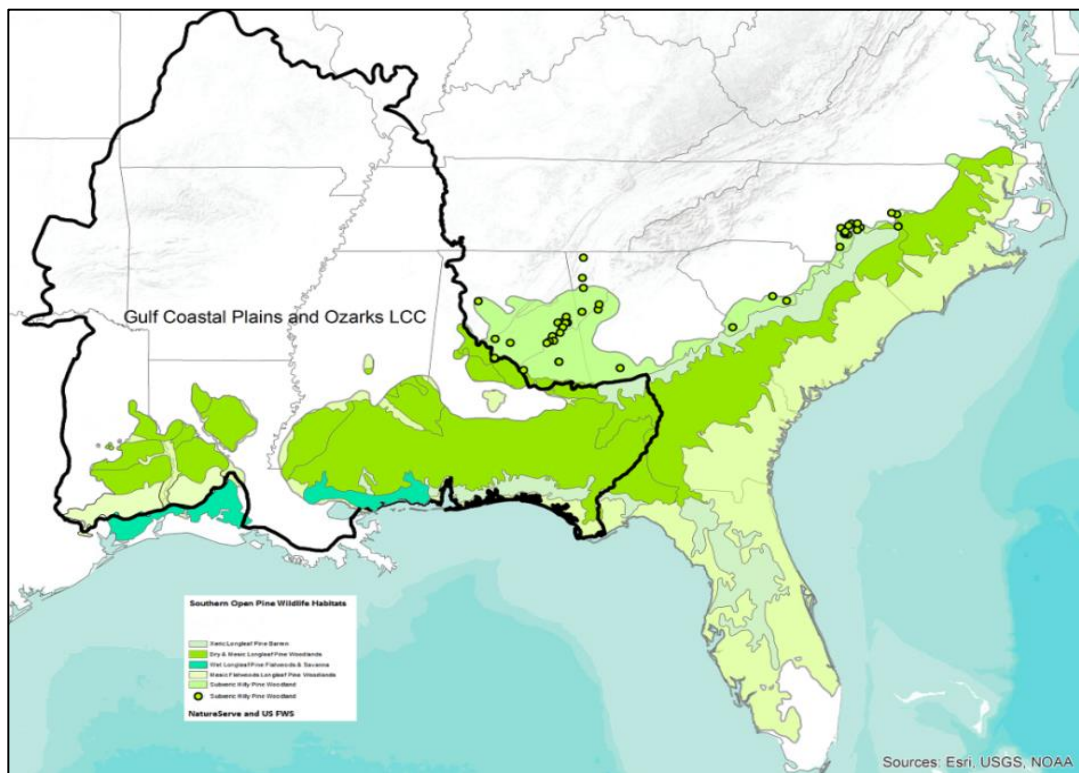 Gulf Coastal Plains and Ozarks LCC
Southern Open Pine Wildlife Habitats
Xeric Longleaf Pine Barren
Dry & Mesic Longleaf Pine Woodlands
Wet Longleaf Pine Flatwoods & Savanna
Mesic Flatwoods Longleaf Pine Woodlands
Subxeric Hilly Pine Woodland
Subxeric Hilly Pine Woodland
NatureServe and US FWS
Sources: Esri, USGS, NOAA